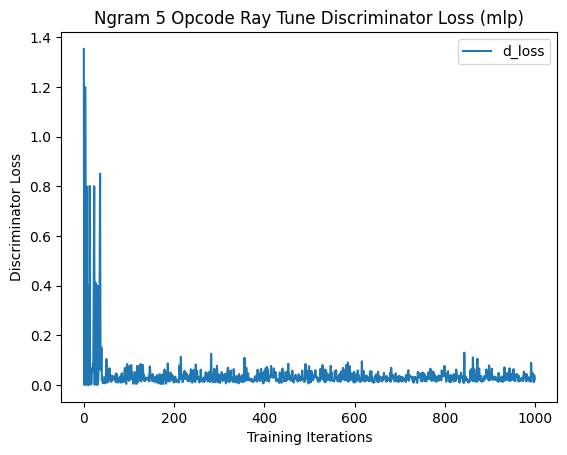 Ngram 5 Opcode Ray Tune Discriminator Loss (mlp)
d_loss
1.4
1.2
1.0
0.8
0.6
0.4
0.2
0.0
Discriminator Loss
0 200 400 600 800 1000
Training Iterations